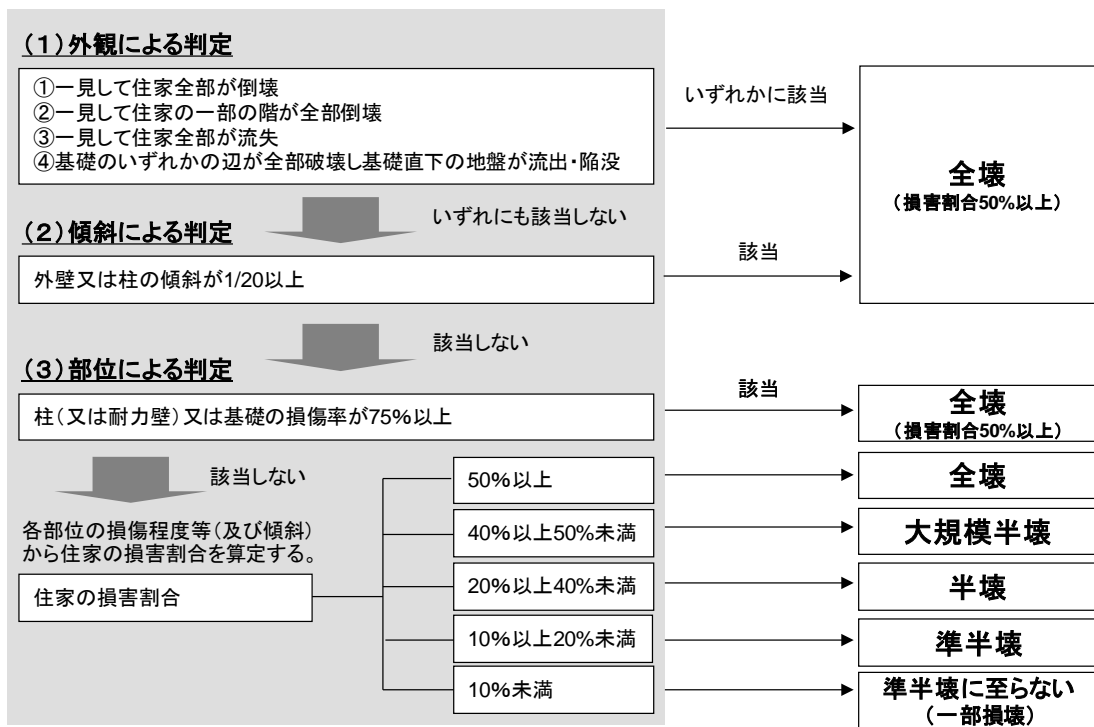 (1)外観による判定
①一見して住家全部が倒壊
②一見して住家の一部の階が全部倒壊
③一見して住家全部が流失
④基礎のいずれかの辺が全部破壊し基礎直下の地盤が流出・陥没
いずれかに該当
全壊
(損害割合50%以上)
いずれにも該当しない
(2)傾斜による判定
外壁又は柱の傾斜が1/20以上
該当
該当しない
(3)部位による判定
柱(又は耐力壁)又は基礎の損傷率が75%以上
該当
全壊
(損害割合50%以上)
該当しない
各部位の損傷程度等(及び傾斜)
から住家の損害割合を算定する。
住家の損害割合
50%以上
全壊
40%以上50%未満
大規模半壊
20%以上40%未満
半壊
10%以上20%未満
準半壊
10%未満
準半壊に至らない
(一部損壊)